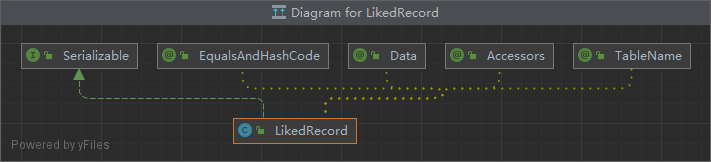 Diagram for LikedRecord
I Serializable
@ EqualsAndHashCode
@ Data
@ Accessors
@ TableName
C LikedRecord
Powered by yFiles